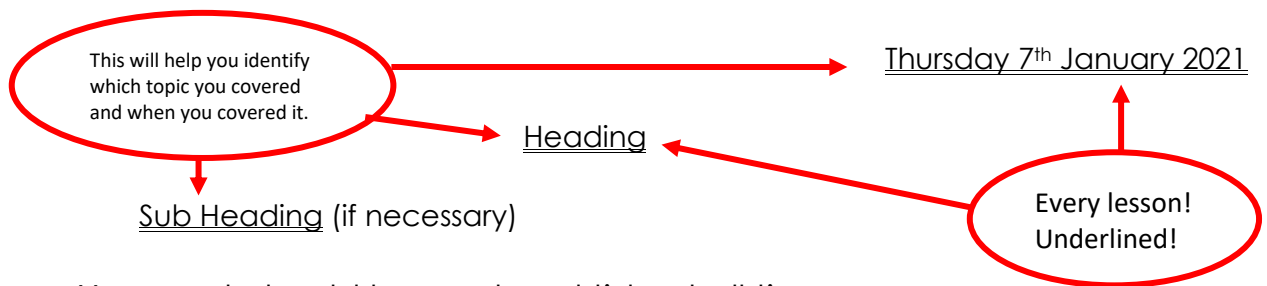 This will help you identify
which topic you covered
and when you covered it.
Thursday 7th January 2021
Heading
Sub Heading (if necessary)
Every lesson!
Underlined!